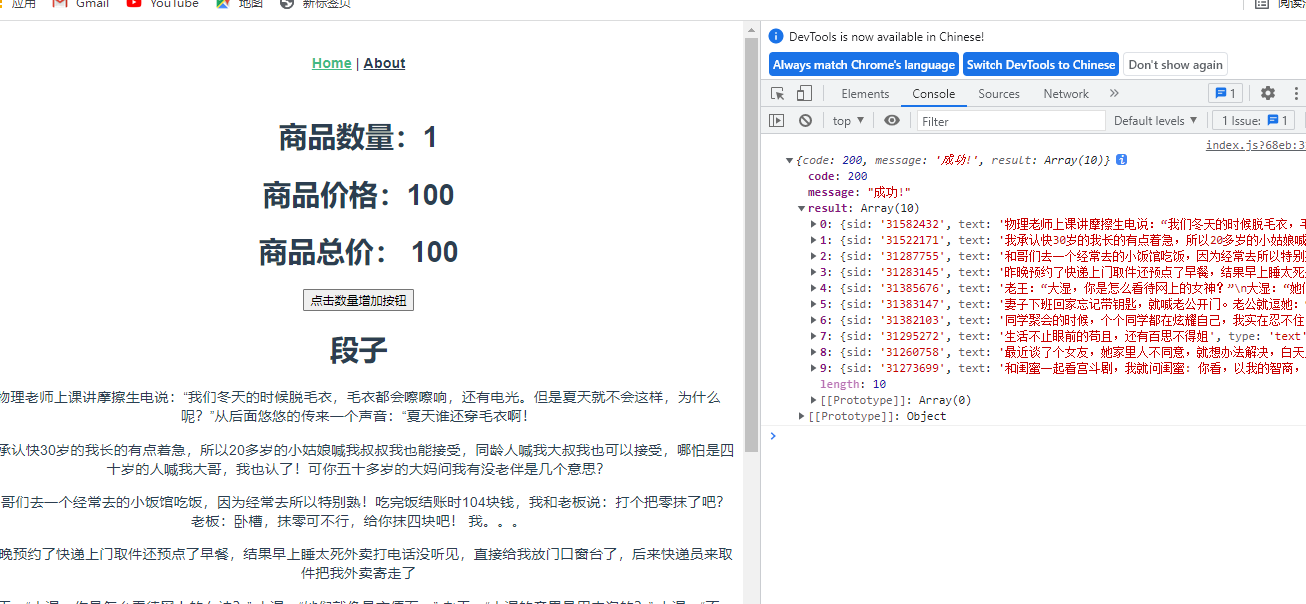 应用 Gmail YouTube 地图 新标签页
Home | About
商品数量：1
商品价格：100
商品总价： 100
点击数量增加按钮
段子
物理老师上课讲摩擦生电说：“我们冬天的时候脱毛衣，毛衣都会嚓嚓响，还有电光。但是夏天就不会这样，为什么
呢？”从后面悠悠的传来一个声音：“夏天谁还穿毛衣啊！
承认快30岁的我长的有点着急，所以20多岁的小姑娘喊我叔叔我也能接受，同龄人喊我大叔我也可以接受，哪怕是四
十岁的人喊我大哥，我也认了！可你五十多岁的大妈问我有没老伴是几个意思？
哥们去一个经常去的小饭馆吃饭，因为经常去所以特别熟！吃完饭结账时104块钱，我和老板说：打个把零抹了吧？
老板：卧槽，抹零可不行，给你抹四块吧！ 我。。。
晚预约了快递上门取件还预点了早餐，结果早上睡太死外卖打电话没听见，直接给我放门口窗台了，后来快递员来取
件把我外卖寄走了
DevTools is now available in Chinese!
Always match Chrome's language Switch DevTools to Chinese Don't show again
Elements Console Sources Network » 1
top ▼ Filter Default levels ▼ 1 Issue: 1
index.js?68eb:3
▼{code: 200, message: '成功!', result: Array(10)}
code: 200
message: "成功!"
▼result: Array(10)
▶0: {sid: '31582432', text: '物理老师上课讲摩擦生电说：“我们冬天的时候脱毛衣，毛
▶1: {sid: '31522171', text: '我承认快30岁的我长的有点着急，所以20多岁的小姑娘喊
▶2: {sid: '31287755', text: '和哥们去一个经常去的小饭馆吃饭，因为经常去所以特别
▶3: {sid: '31283145', text: '昨晚预约了快递上门取件还预点了早餐，结果早上睡太死
▶4: {sid: '31385676', text: '老王：“大湿，你是怎么看待网上的女神？”\n大湿：“她们
▶5: {sid: '31383147', text: '妻子下班回家忘记带钥匙，就喊老公开门。老公就逗她：
▶6: {sid: '31382103', text: '同学聚会的时候，个个同学都在炫耀自己，我实在忍不住
▶7: {sid: '31295272', text: '生活不止眼前的苟且，还有百思不得姐', type: 'text'
▶8: {sid: '31260758', text: '最近谈了个女友，她家里人不同意，就想办法解决，白天
▶9: {sid: '31273699', text: '和闺蜜一起看宫斗剧，我就问闺蜜：你看，以我的智商，
length: 10
▶[[Prototype]]: Array(0)
▶[[Prototype]]: Object